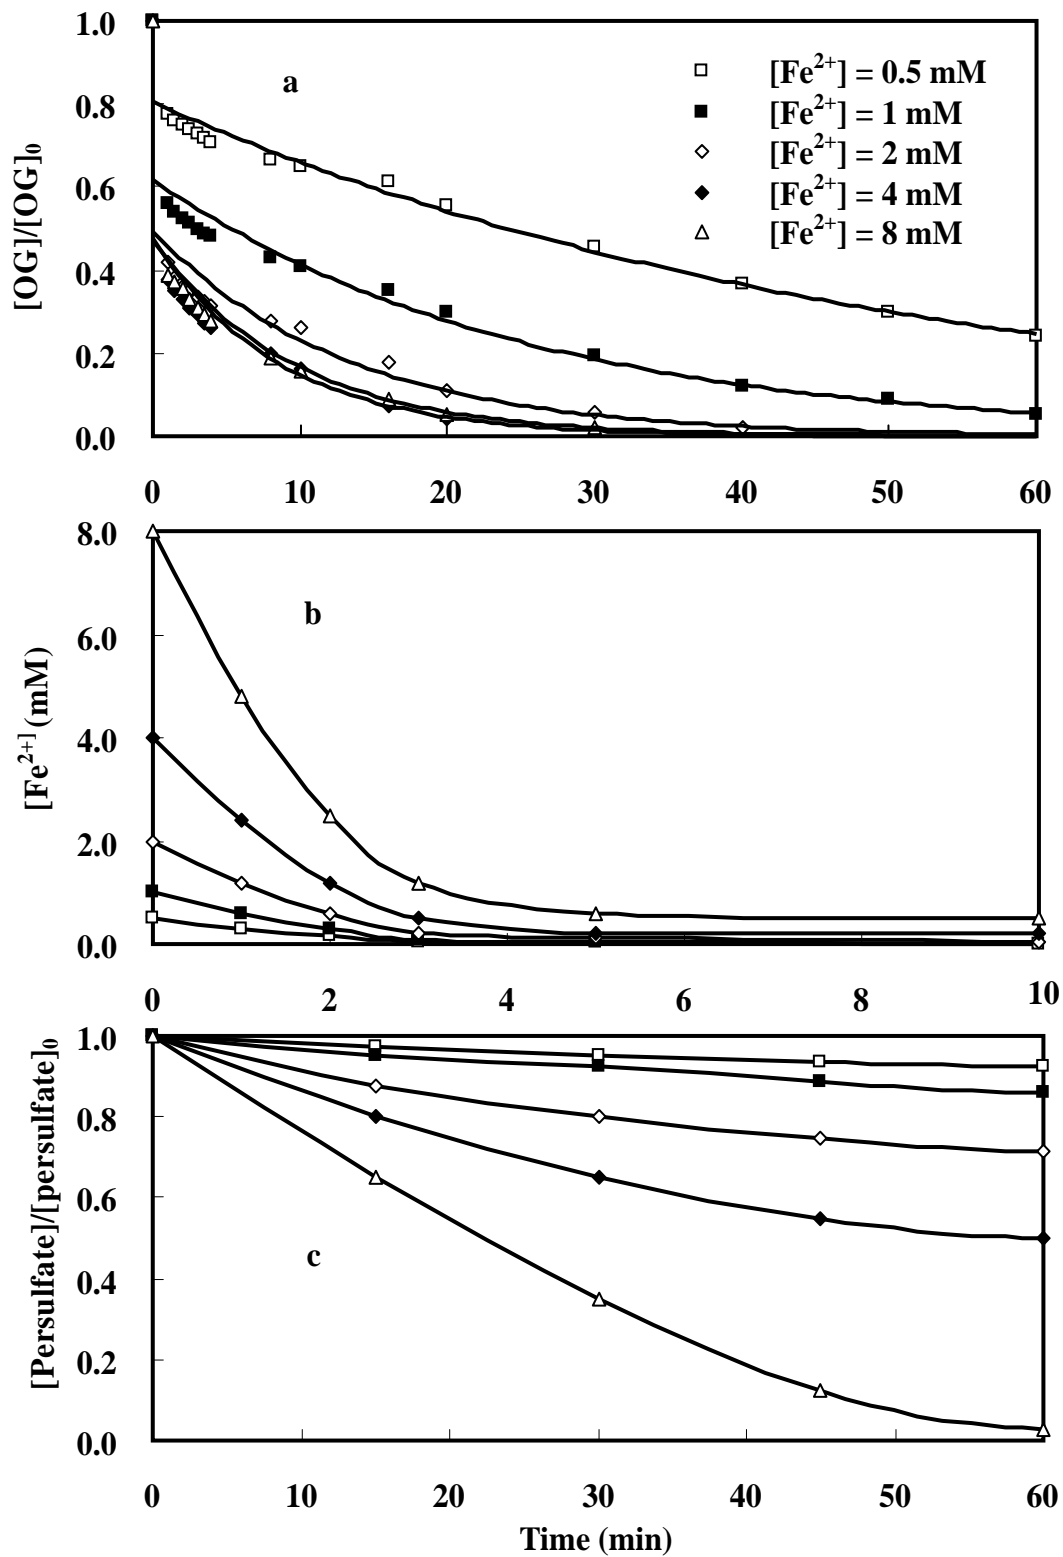 1.0
a
[Fe²⁺] = 0.5 mM
0.8
[Fe²⁺] = 1 mM
[Fe²⁺] = 2 mM
0.6
[Fe²⁺] = 4 mM
[Fe²⁺] = 8 mM
[OG]/[OG]₀
0.4
0.2
0.0
0 10 20 30 40 50 60
8.0
b
6.0
[Fe²⁺] (mM)
4.0
2.0
0.0
0 2 4 6 8 10
1.0
0.8
[Persulfate]/[persulfate]₀
0.6
c
0.4
0.2
0.0
0 10 20 30 40 60
Time (min)